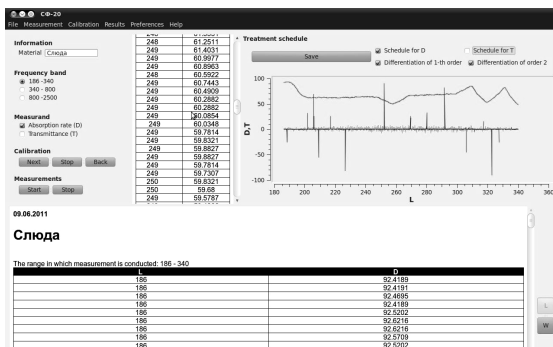 СФ-20
File Measurement Calibration Results Preferences Help
Information
Material Слюда
Frequency band
186 -340
340 - 800
800 -2500
Measurand
Absorption rate (D)
Transmittance (T)
Calibration
Next Stop Back
Measurements
Start Stop
248 61.2511
249 61.4031
249 60.9977
249 60.8963
248 60.5922
249 60.7443
249 60.4909
249 60.2882
249 60.2882
249 60.0854
249 60.0348
249 59.7814
249 59.8321
249 59.8827
249 59.8827
249 59.7814
249 59.7307
250 59.8321
250 59.68
249 59.5787
Treatment schedule
Save
Schedule for D
Schedule for T
Differentiation of 1-th order
Differentiation of order 2
100
50
0
-50
-100
D,T
180 200 220 240 260 280 300 320 340 360
L
09.06.2011
Слюда
The range in which measurement is conducted: 186 - 340
L D
186 92.4189
186 92.4191
186 92.4695
186 92.4189
186 92.5202
186 92.6216
186 92.6216
186 92.5709
186 92.5202
L
W